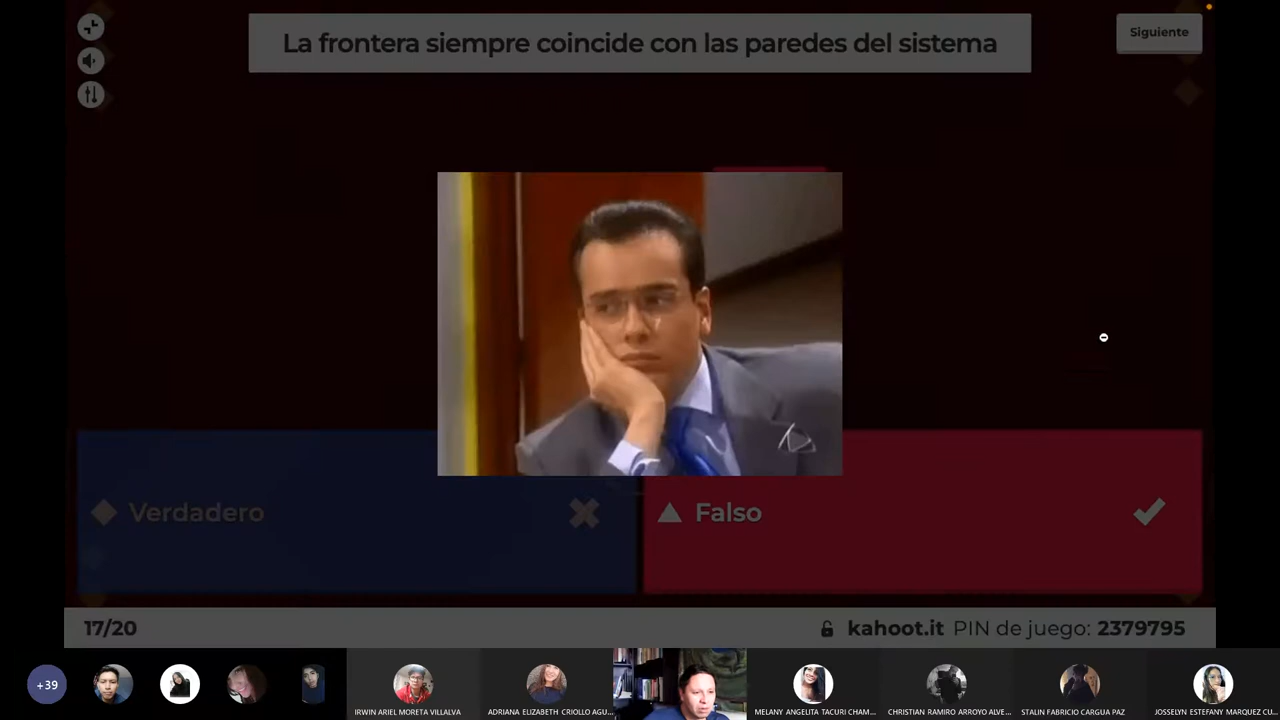 La frontera siempre coincide con las paredes del sistema
Siguiente
Verdadero
Falso
17/20
kahoot.it PIN de juego: 2379795
+39
IRWIN ARIEL MORETA VILLALVA
ADRIANA ELIZABETH CRIOLLO AGU...
MELANY ANGELITA TACURI CHAM...
CHRISTIAN RAMIRO ARROYO ALVE...
STALIN FABRICIO CARGUA PAZ
JOSSELYN ESTEFANY MARQUEZ CU...